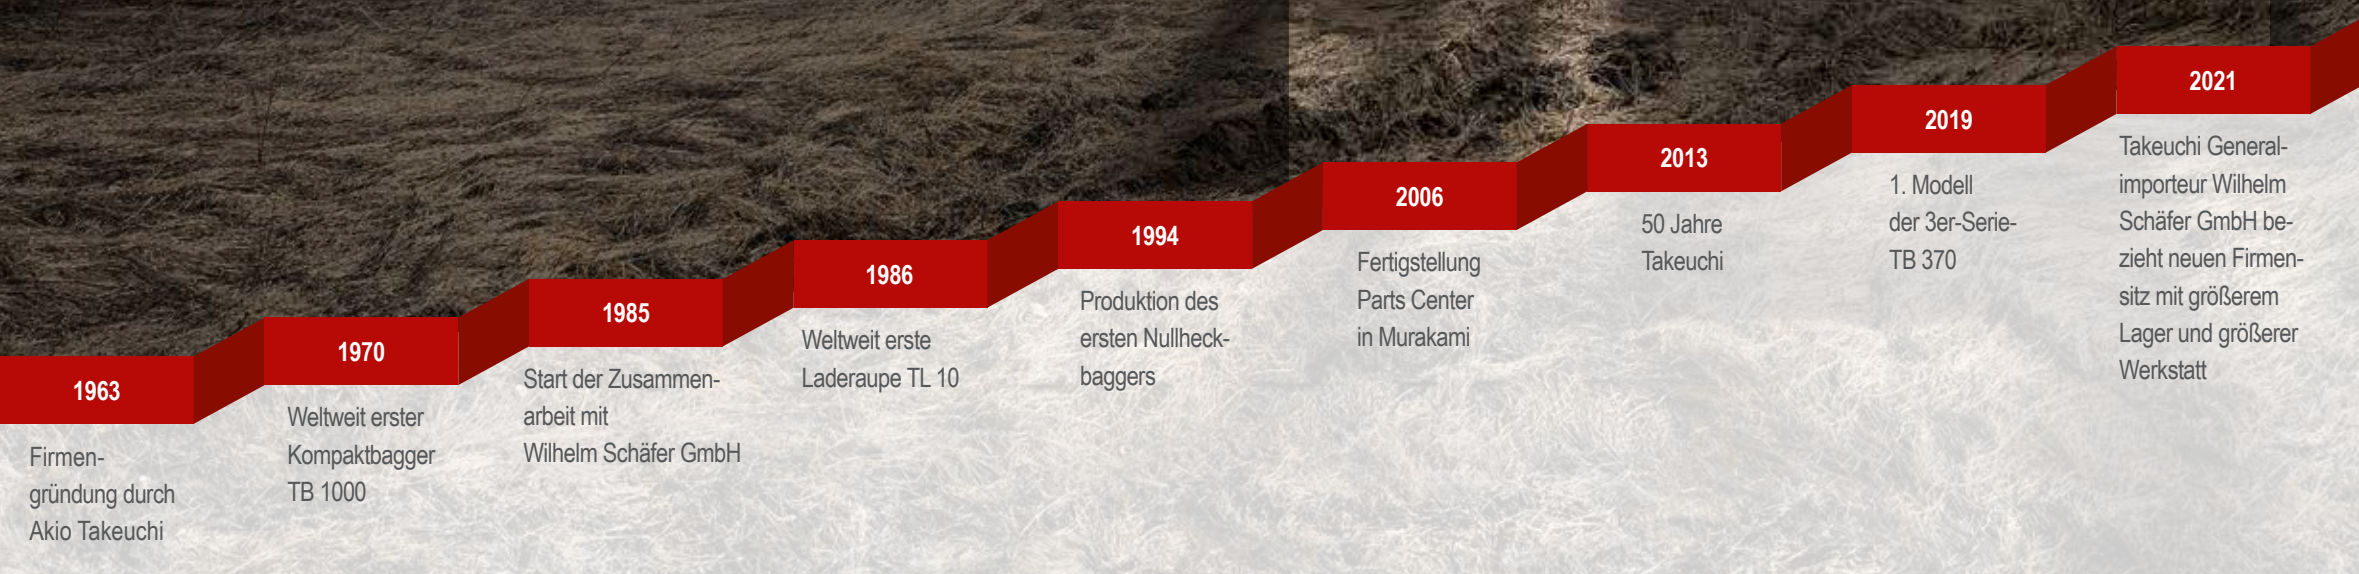 1963
Firmen-
gründung durch
Akio Takeuchi
1970
Weltweit erster
Kompaktbagger
TB 1000
1985
Start der Zusammen-
arbeit mit
Wilhelm Schäfer GmbH
1986
Weltweit erste
Laderaupe TL 10
1994
Produktion des
ersten Nullheck-
baggers
2006
Fertigstellung
Parts Center
in Murakami
2013
50 Jahre
Takeuchi
2019
1. Modell
der 3er-Serie-
TB 370
2021
Takeuchi General-
importeur Wilhelm
Schäfer GmbH be-
zieht neuen Firmen-
sitz mit größerem
Lager und größerer
Werkstatt